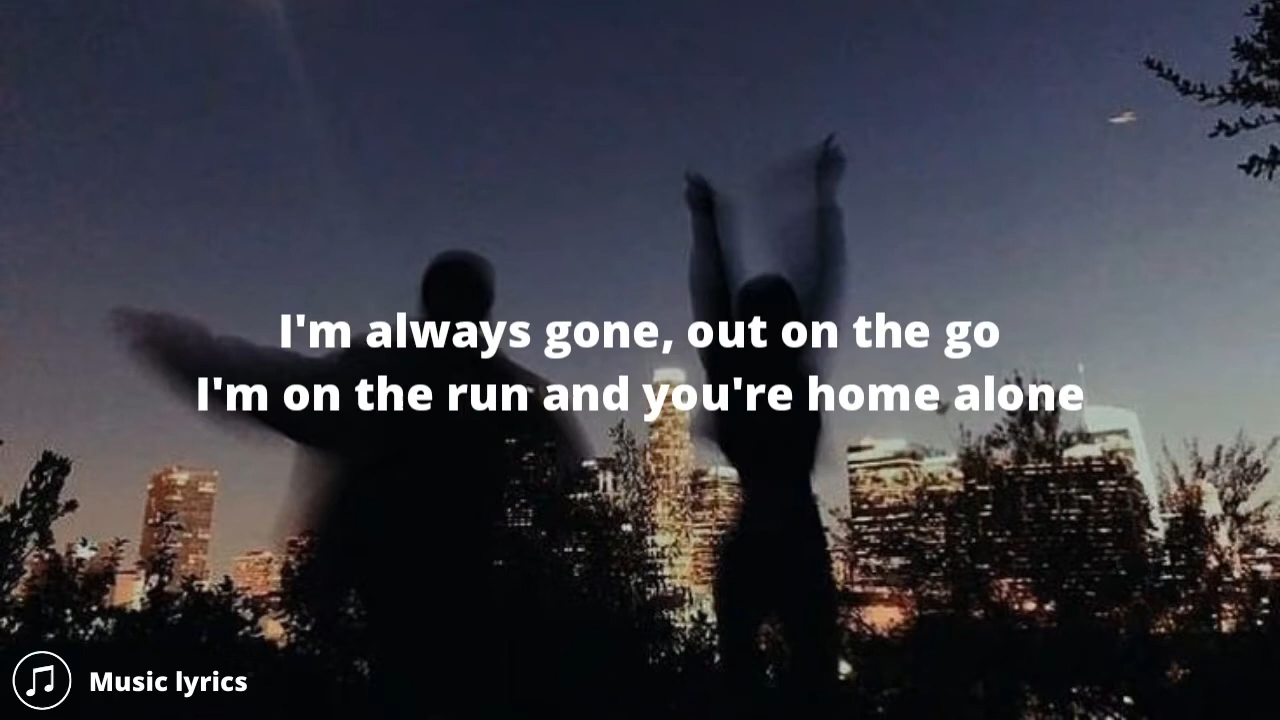 I'm always gone, out on the go
I'm on the run and you're home alone
Music lyrics